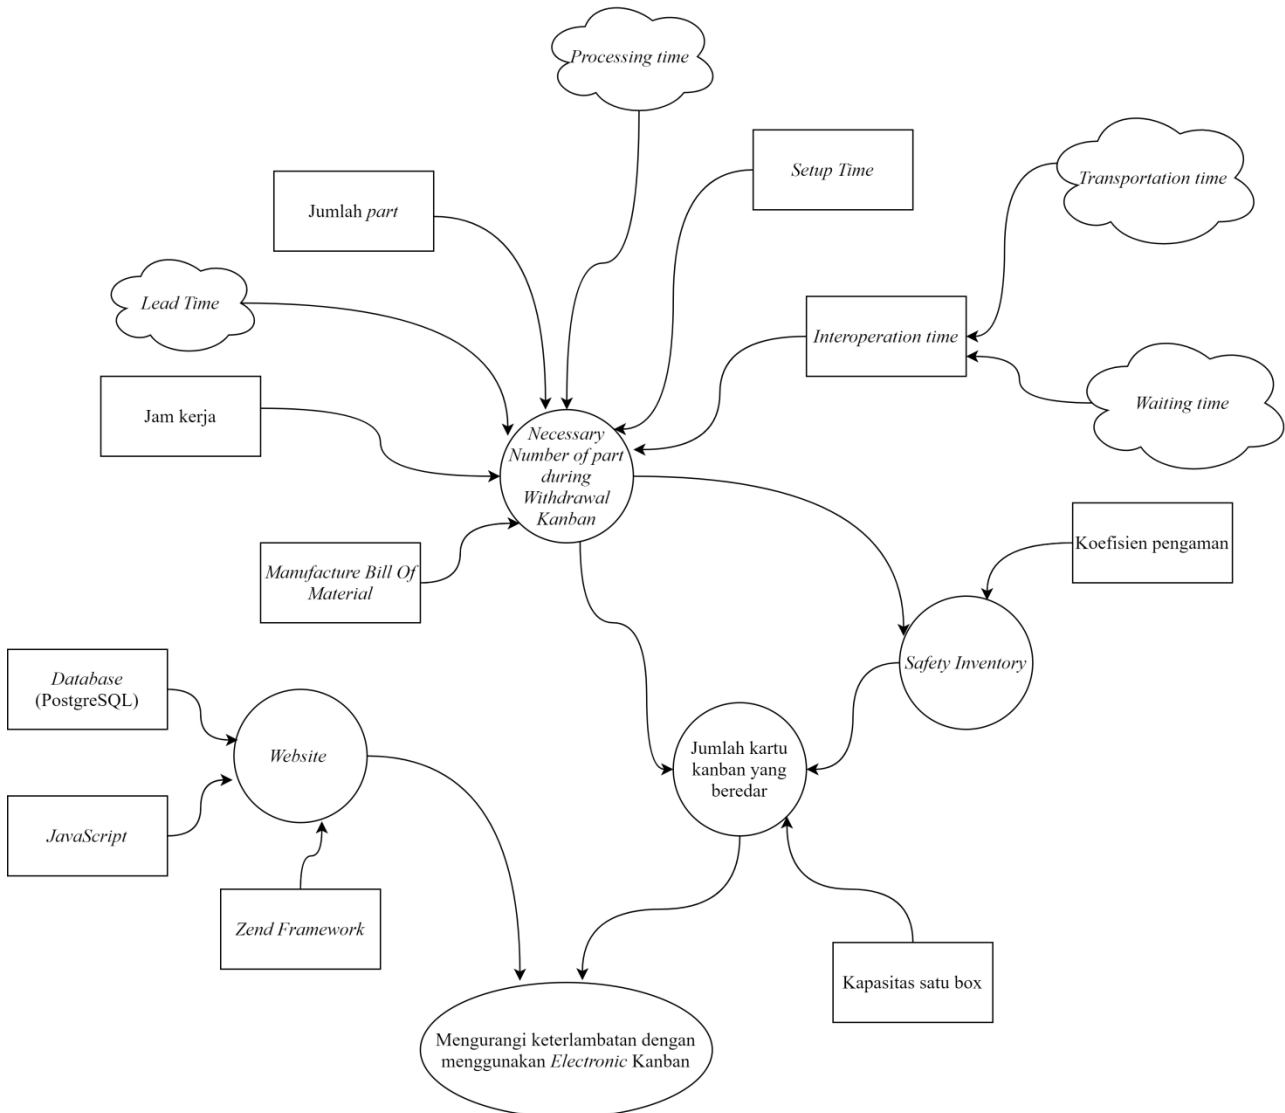 Processing time
Setup Time
Transportation time
Jumlah part
Lead Time
Interoperation time
Jam kerja
Waiting time
Necessary
Number of part
during
Withdrawal
Kanban
Koefisien pengaman
Manufacture Bill Of
Material
Safety Inventory
Database
(PostgreSQL)
Website
Jumlah kartu
kanban yang
beredar
JavaScript
Zend Framework
Kapasitas satu box
Mengurangi keterlambatan dengan
menggunakan Electronic Kanban